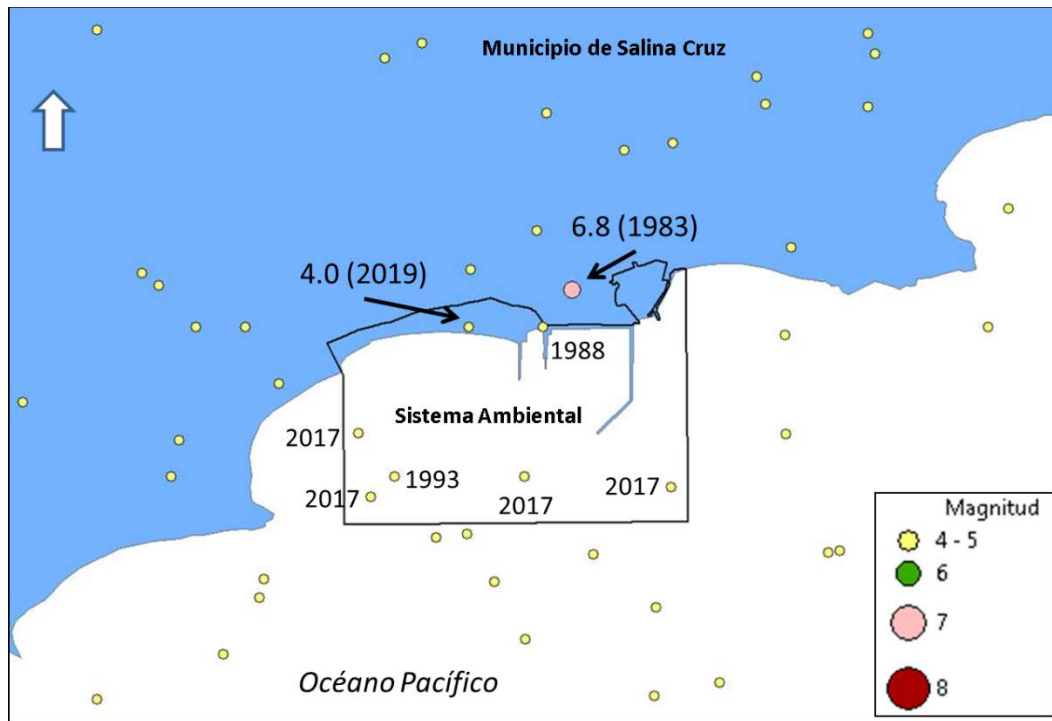 Municipio de Salina Cruz
6.8 (1983)
4.0 (2019)
1988
Sistema Ambiental
2017
1993
2017
2017
2017
Océano Pacífico
Magnitud
4 - 5
6
7
8